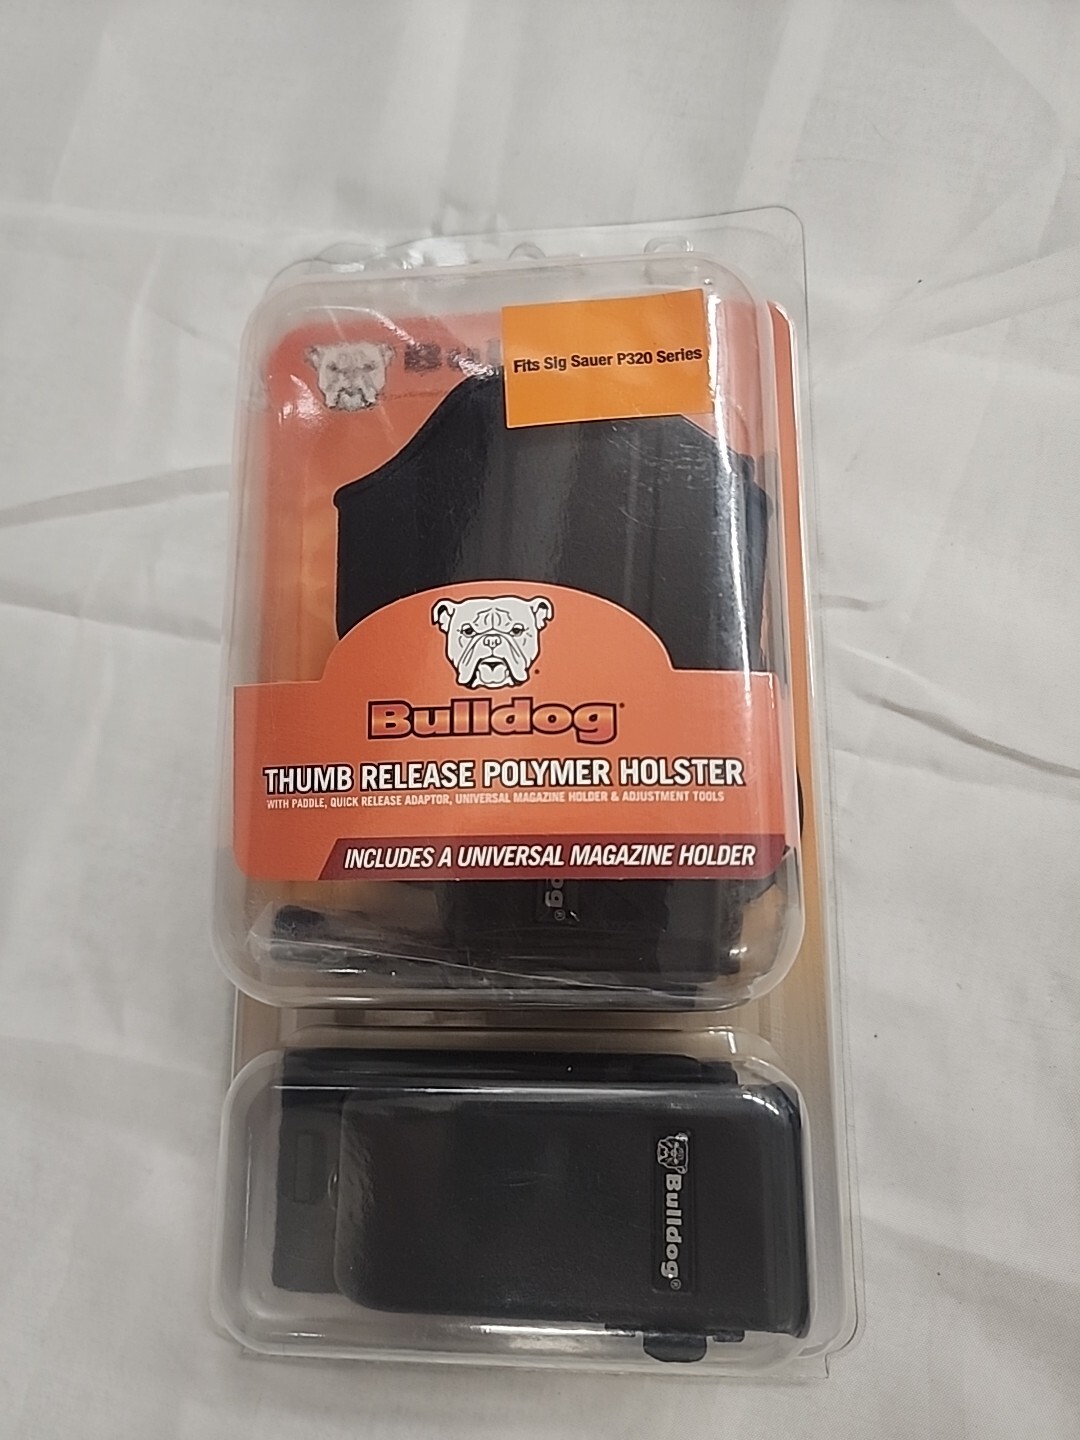 Fits Sig Sauer P320 Series
Bulldog®
THUMB RELEASE POLYMER HOLSTER
WITH PADDLE, QUICK RELEASE ADAPTOR, UNIVERSAL MAGAZINE HOLDER & ADJUSTMENT TOOLS
INCLUDES A UNIVERSAL MAGAZINE HOLDER
og®
Bulldog®